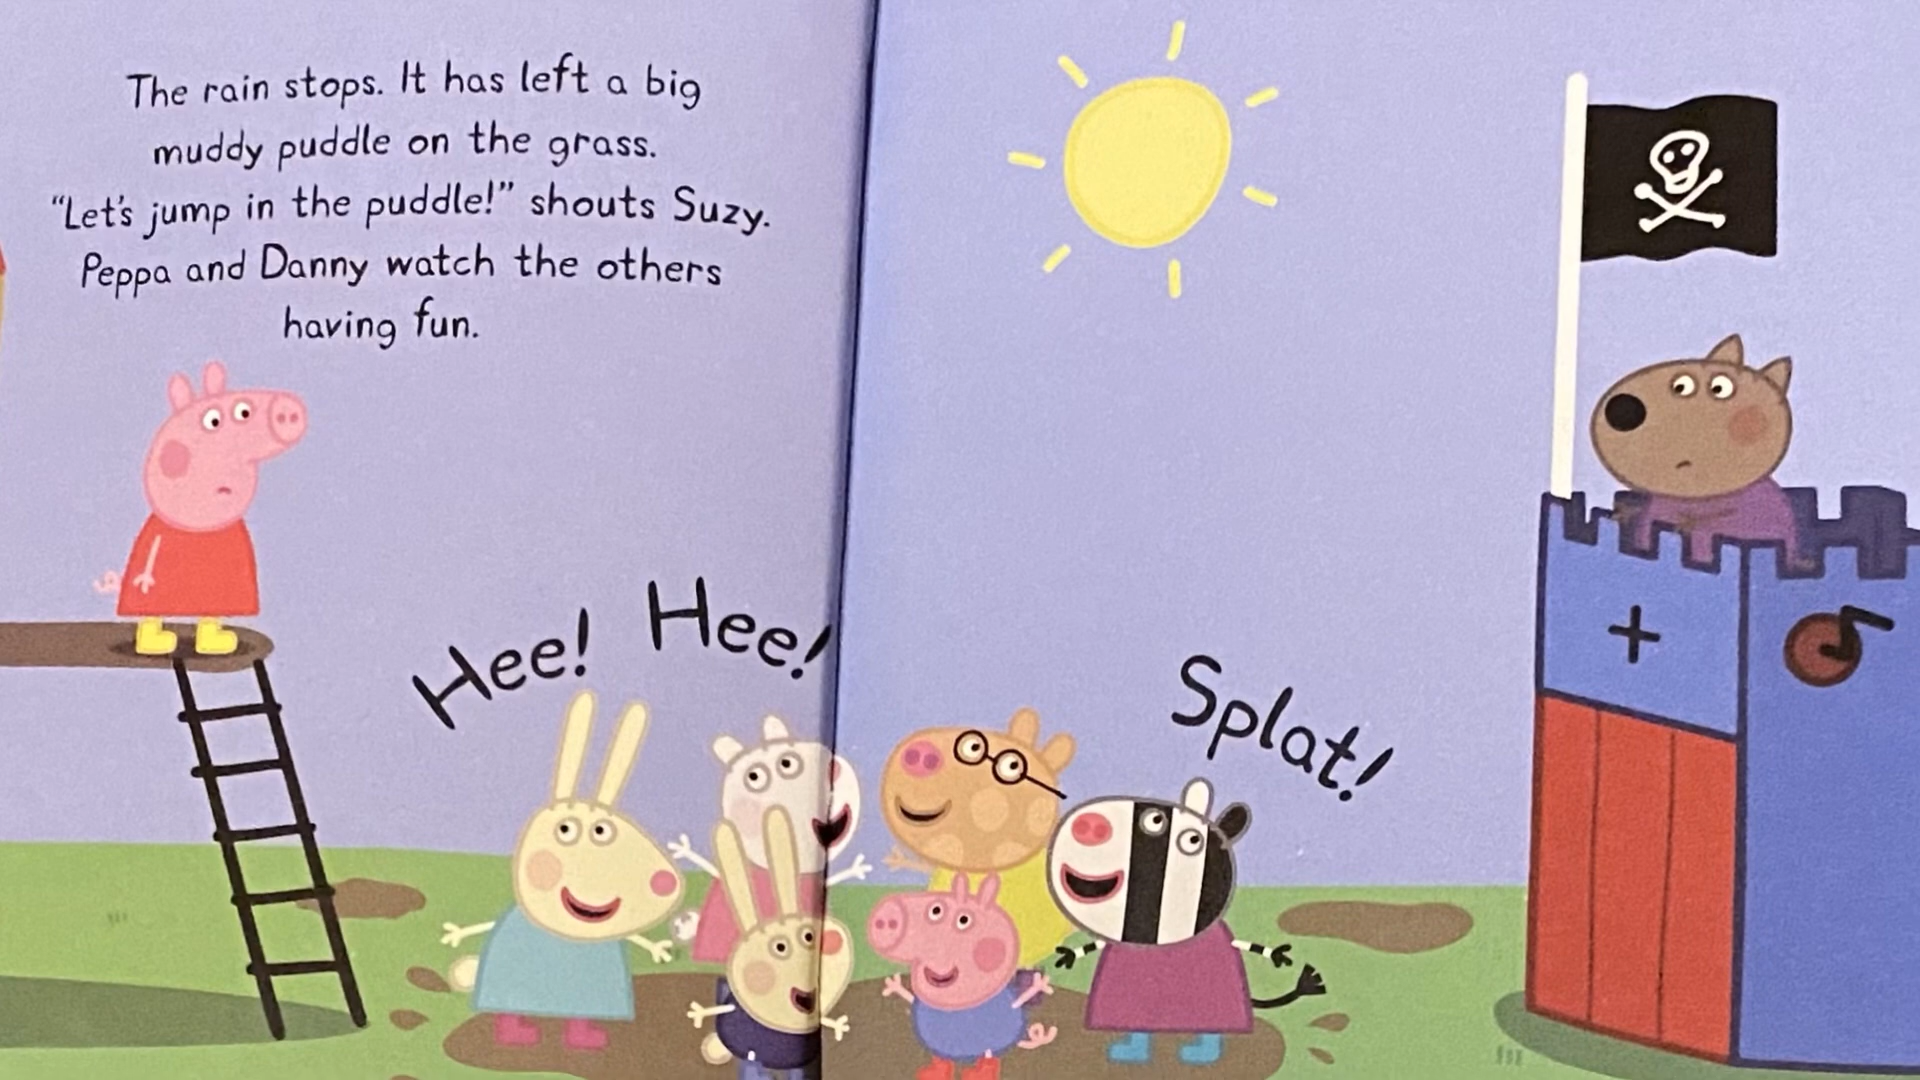 The rain stops. It has left a big
muddy puddle on the grass.
“Let's jump in the puddle!” shouts Suzy.
Peppa and Danny watch the others
having fun.
Hee! Hee!
Splat!